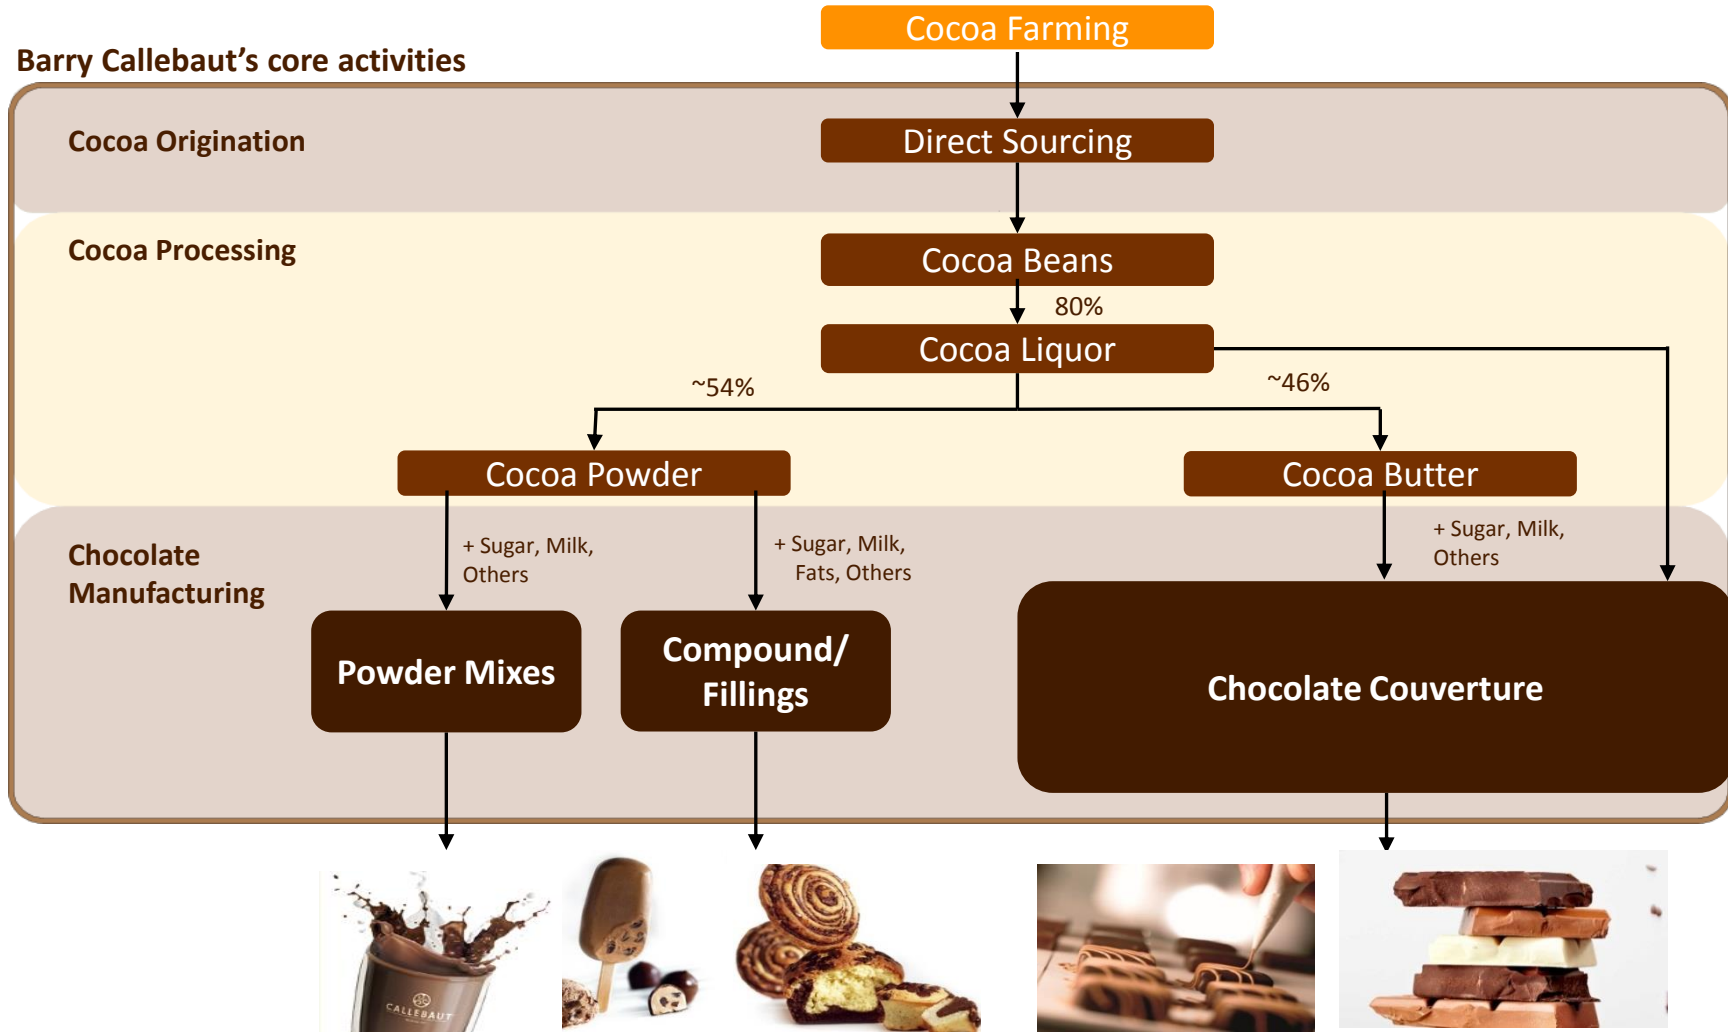 Cocoa Farming
Barry Callebaut’s core activities
Cocoa Origination
Direct Sourcing
Cocoa Processing
Cocoa Beans
80%
Cocoa Liquor
~54%
~46%
Cocoa Powder
Cocoa Butter
Chocolate
Manufacturing
+ Sugar, Milk,
Others
+ Sugar, Milk,
Fats, Others
+ Sugar, Milk,
Others
Powder Mixes
Compound/
Fillings
Chocolate Couverture
CALLEBAUT